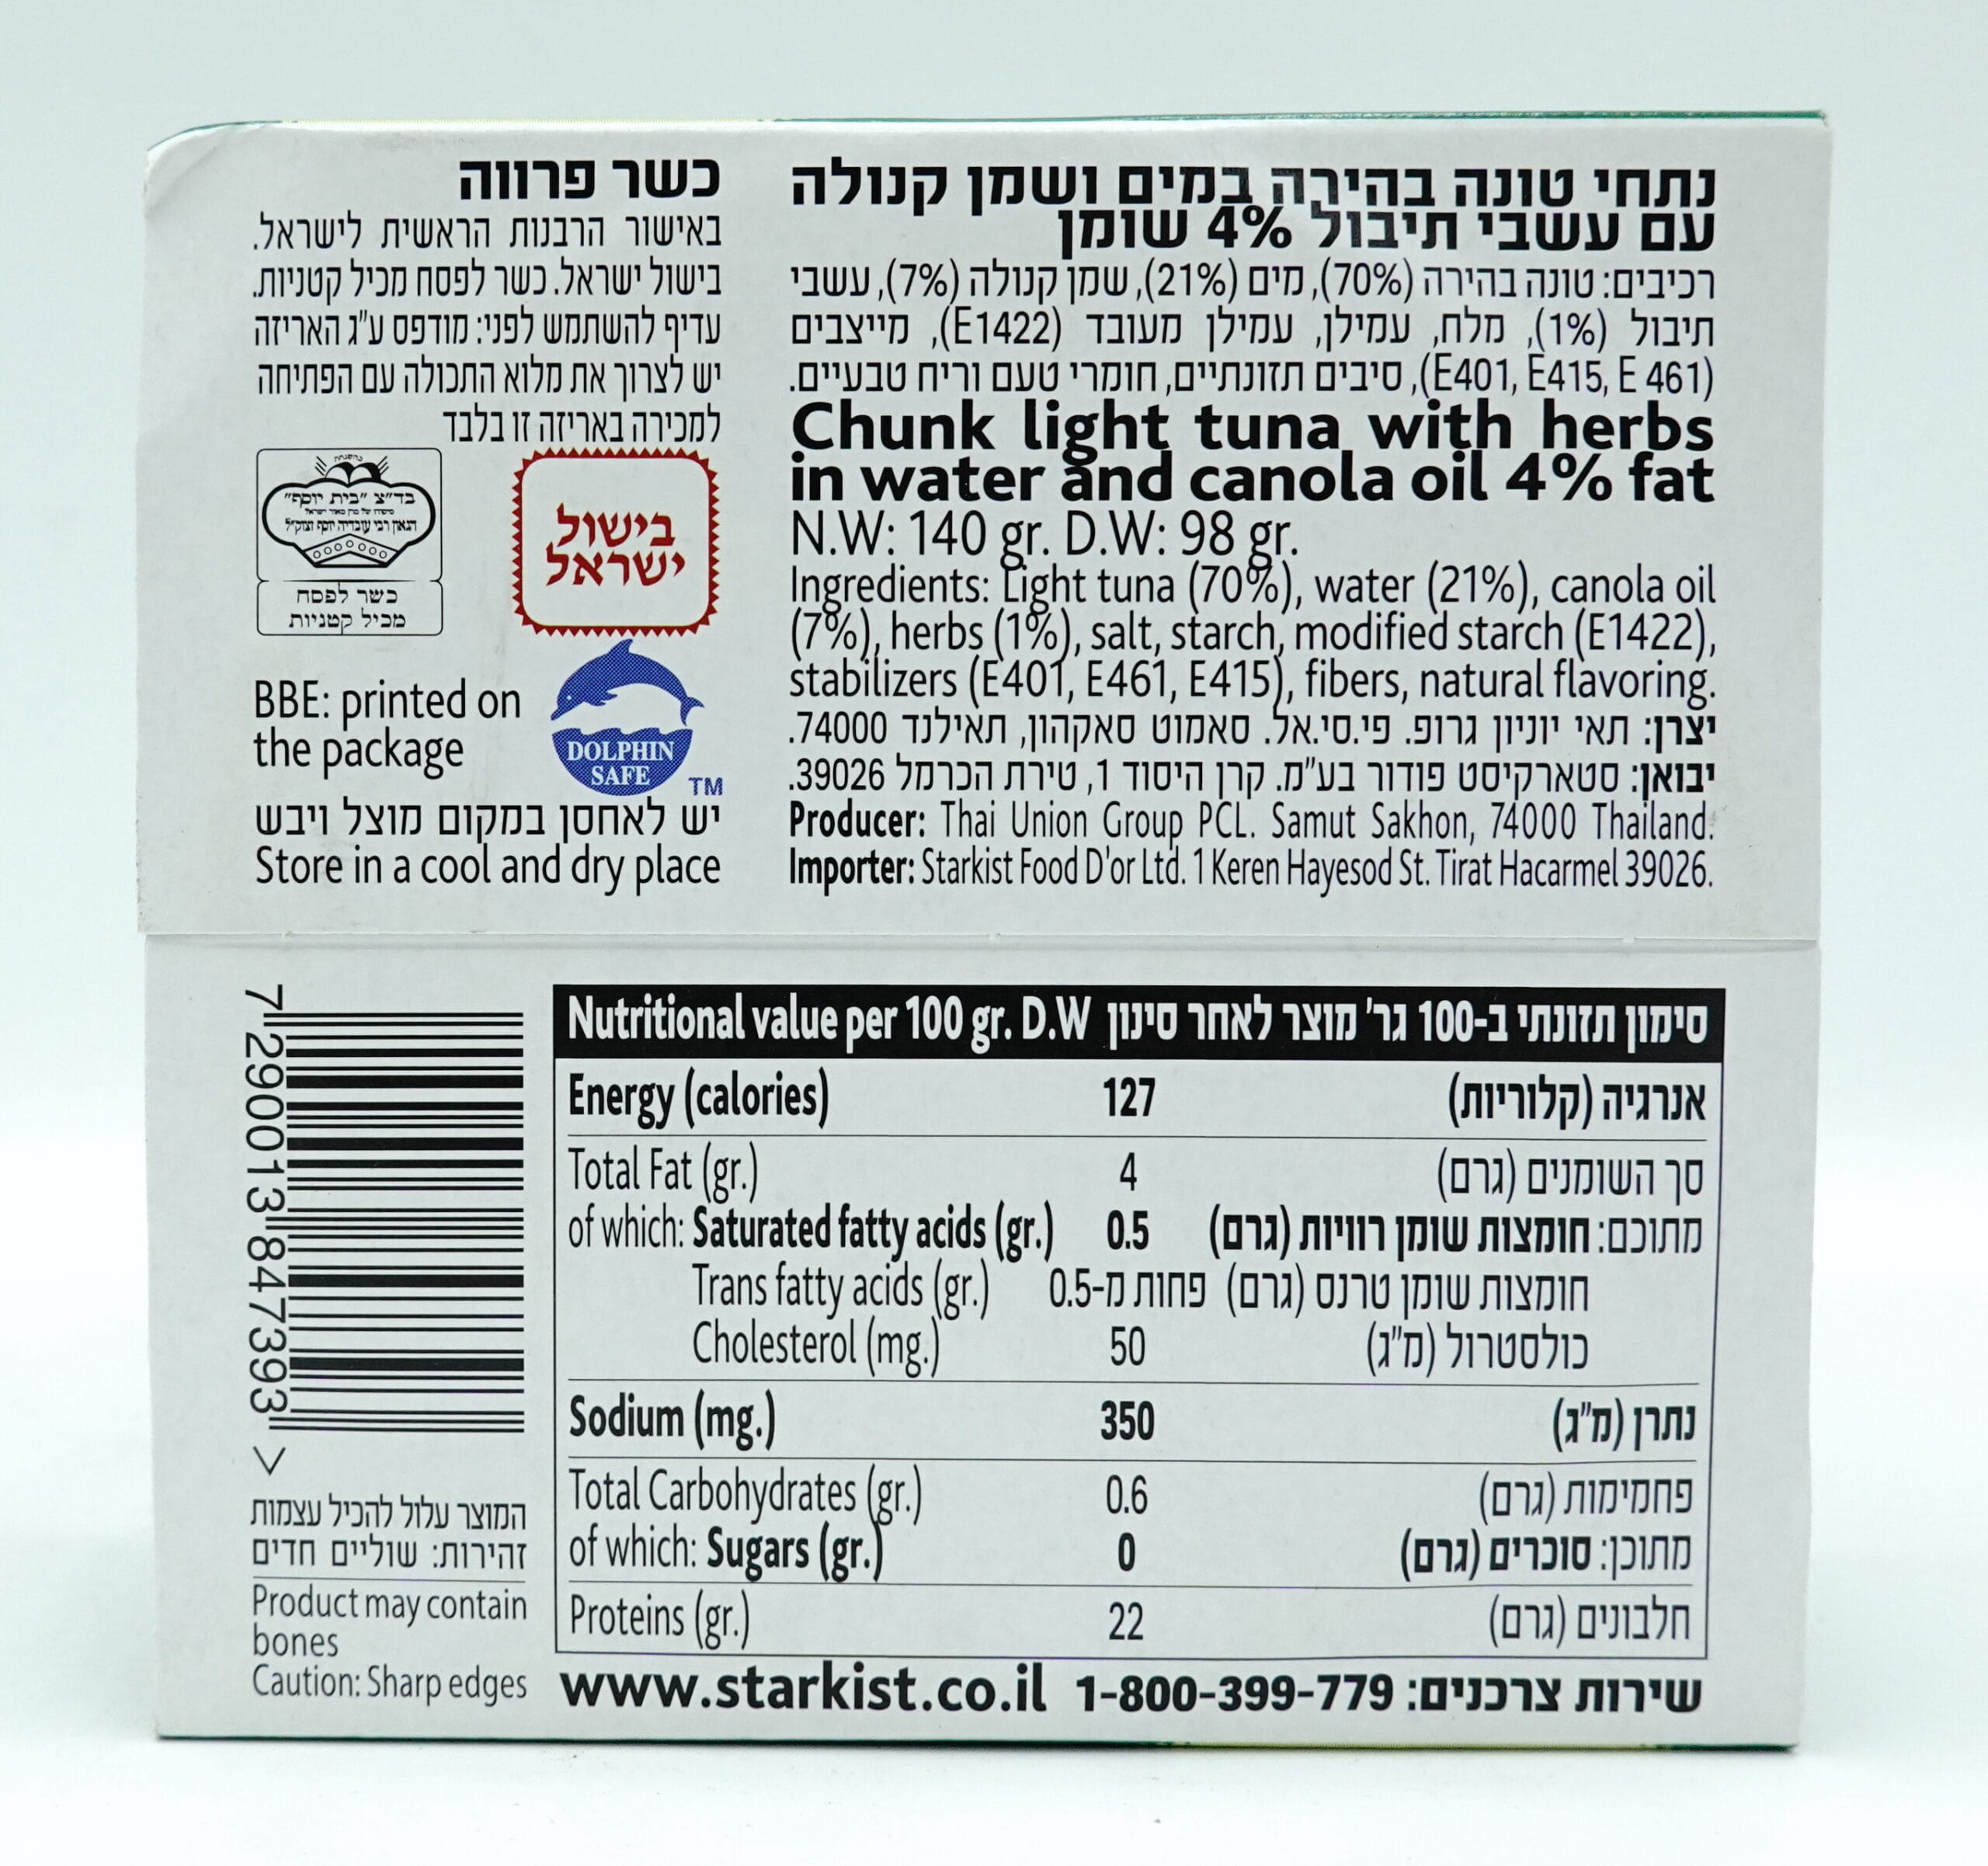 נתחי טונה בהירה במים ושמן קנולה
עם עשבי תיבול 4% שומן
רכיבים: טונה בהירה (70%), מים (21%), שמן קנולה (7%), עשבי
תיבול (1%), מלח, עמילן, עמילן מעובד (E1422), מייצבים
(E401, E415, E 461), סיבים תזונתיים, חומרי טעם וריח טבעיים.
Chunk light tuna with herbs
in water and canola oil 4% fat
N.W: 140 gr. D.W: 98 gr.
Ingredients: Light tuna (70%), water (21%), canola oil
(7%), herbs (1%), salt, starch, modified starch (E1422),
stabilizers (E401, E461, E415), fibers, natural flavoring.
יצרן: תאי יוניון גרופ. פי.סי.אל. סאמוט סאקהון, תאילנד 74000.
יבואן: סטארקיסט פודור בע"מ. קרן היסוד 1, טירת הכרמל 39026.
Producer: Thai Union Group PCL. Samut Sakhon, 74000 Thailand.
Importer: Starkist Food D'or Ltd. 1 Keren Hayesod St. Tirat Hacarmel 39026.
כשר פרווה
באישור הרבנות הראשית לישראל.
בישול ישראל. כשר לפסח מכיל קטניות.
עדיף להשתמש לפני: מודפס ע"ג האריזה
יש לצרוך את מלוא התכולה עם הפתיחה
למכירה באריזה זו בלבד
בישול
ישראל
בהשגחת
בד"צ "בית יוסף"
הגאון רבי עובדיה יוסף זצוק"ל
כשר לפסח
מכיל קטניות
DOLPHIN
SAFE
TM
BBE: printed on
the package
יש לאחסן במקום מוצל ויבש
Store in a cool and dry place
Nutritional value per 100 gr. D.W סימון תזונתי ב-100 גר' מוצר לאחר סינון
Energy (calories) 127 אנרגיה (קלוריות)
Total Fat (gr.) 4 סך השומנים (גרם)
of which: Saturated fatty acids (gr.) 0.5 מתוכם: חומצות שומן רוויות (גרם)
Trans fatty acids (gr.) פחות מ-0.5 חומצות שומן טרנס (גרם)
Cholesterol (mg.) 50 כולסטרול (מ"ג)
Sodium (mg.) 350 נתרן (מ"ג)
Total Carbohydrates (gr.) 0.6 פחמימות (גרם)
of which: Sugars (gr.) 0 מתוכן: סוכרים (גרם)
Proteins (gr.) 22 חלבונים (גרם)
www.starkist.co.il שירות צרכנים: 1-800-399-779
7 290013 847393 >
המוצר עלול להכיל עצמות
זהירות: שוליים חדים
Product may contain
bones
Caution: Sharp edges